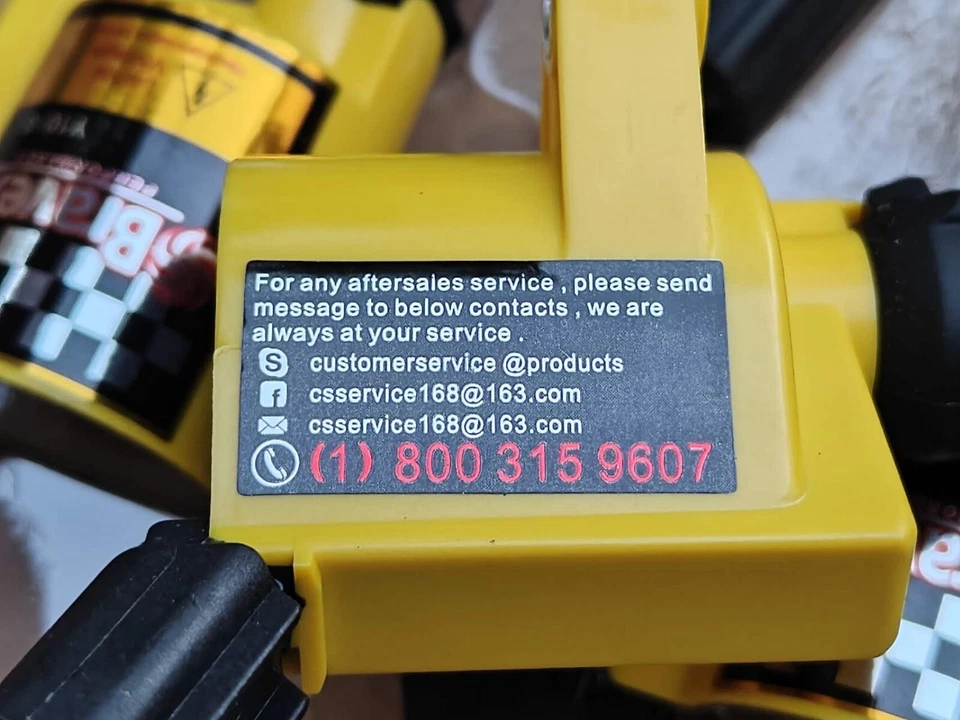 For any aftersales service , please send
message to below contacts , we are
always at your service .
customerservice @products
csservice168@163.com
csservice168@163.com
(1) 800 315 9607